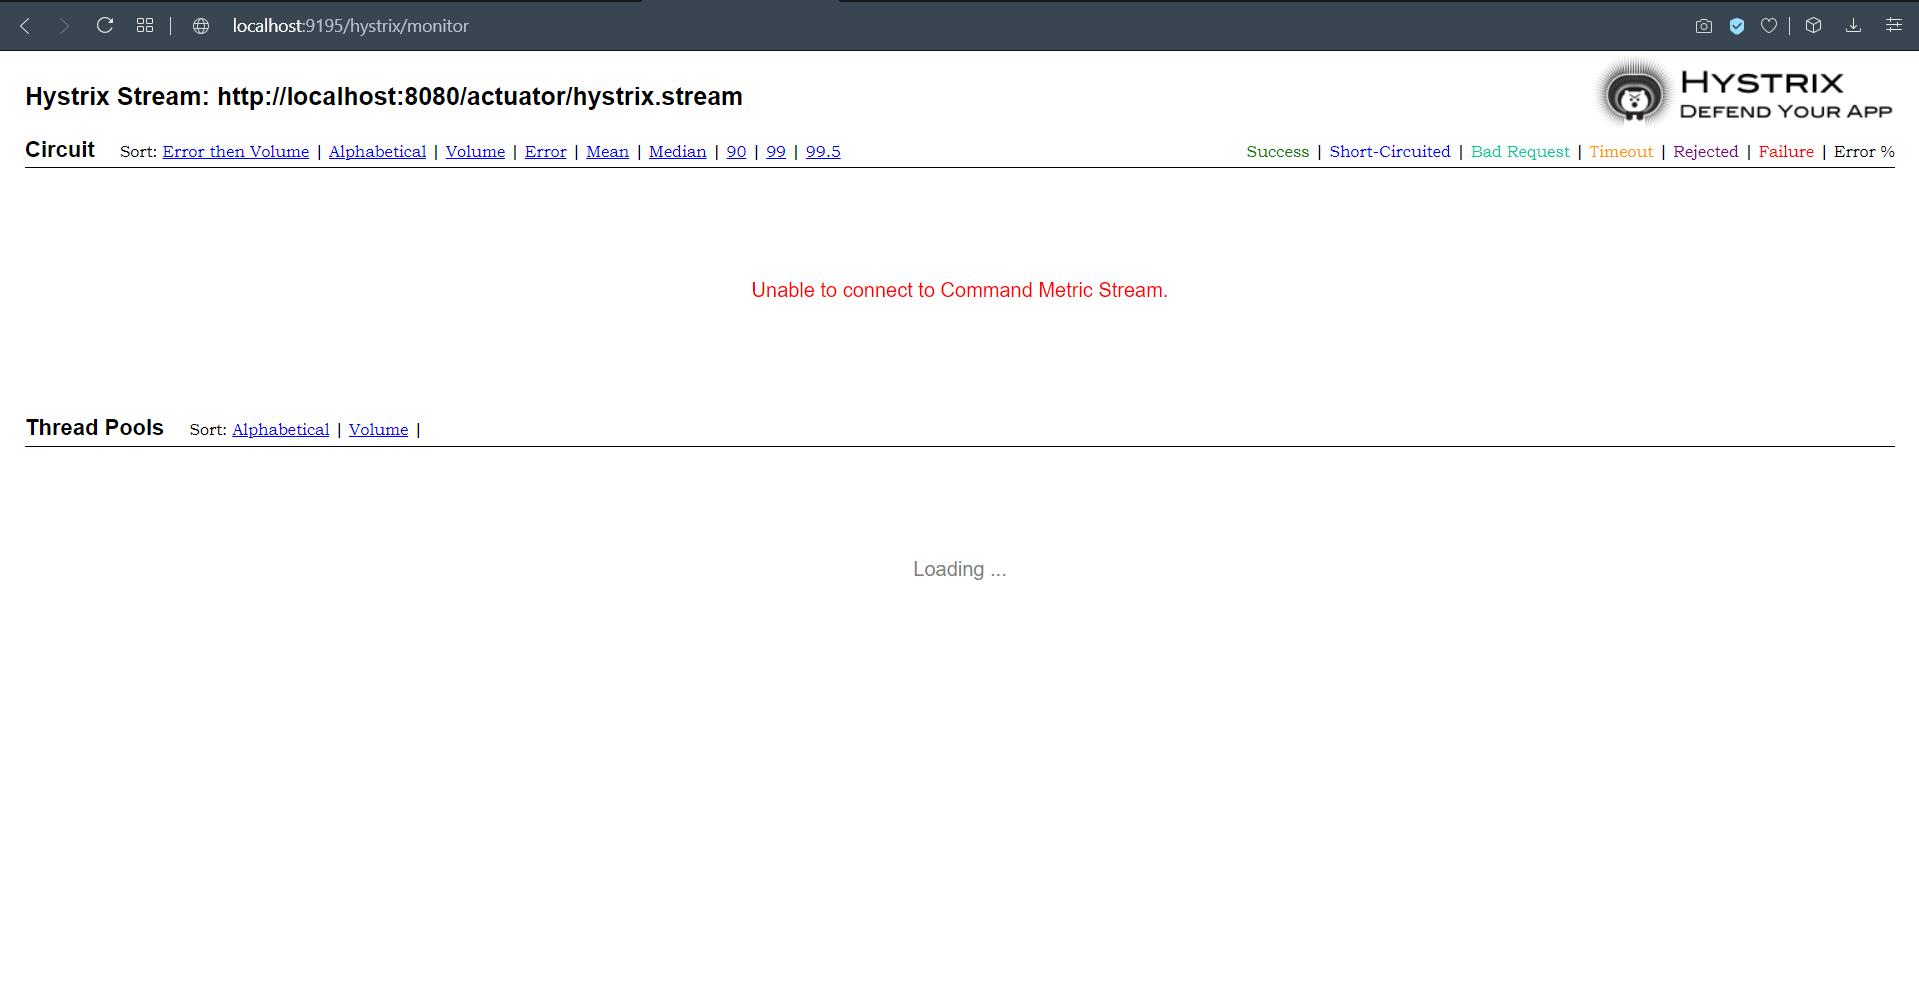 localhost:9195/hystrix/monitor
Hystrix Stream: http://localhost:8080/actuator/hystrix.stream
HYSTRIX
DEFEND YOUR APP
Circuit Sort: Error then Volume | Alphabetical | Volume | Error | Mean | Median | 90 | 99 | 99.5 Success | Short-Circuited | Bad Request | Timeout | Rejected | Failure | Error %
Unable to connect to Command Metric Stream.
Thread Pools Sort: Alphabetical | Volume |
Loading ...